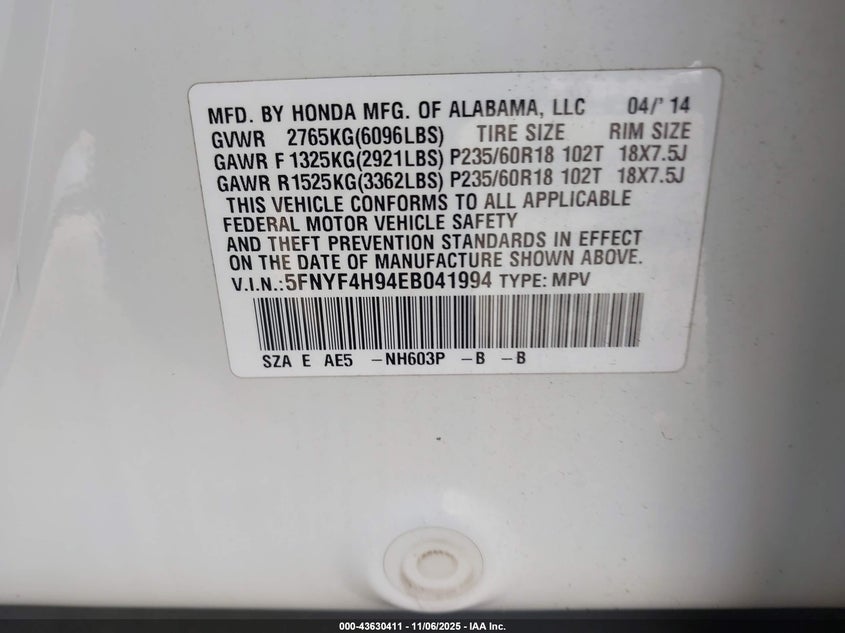 MFD. BY HONDA MFG. OF ALABAMA, LLC 04/' 14
GVWR 2765KG(6096LBS) TIRE SIZE RIM SIZE
GAWR F 1325KG(2921LBS) P235/60R18 102T 18X7.5J
GAWR R1525KG(3362LBS) P235/60R18 102T 18X7.5J
THIS VEHICLE CONFORMS TO ALL APPLICABLE
FEDERAL MOTOR VEHICLE SAFETY
AND THEFT PREVENTION STANDARDS IN EFFECT
ON THE DATE OF MANUFACTURE SHOWN ABOVE.
V.I.N.:5FNYF4H94EB041994 TYPE: MPV
SZA E AE5 -NH603P -B -B
000-43630411 - 11/06/2025 - IAA Inc.